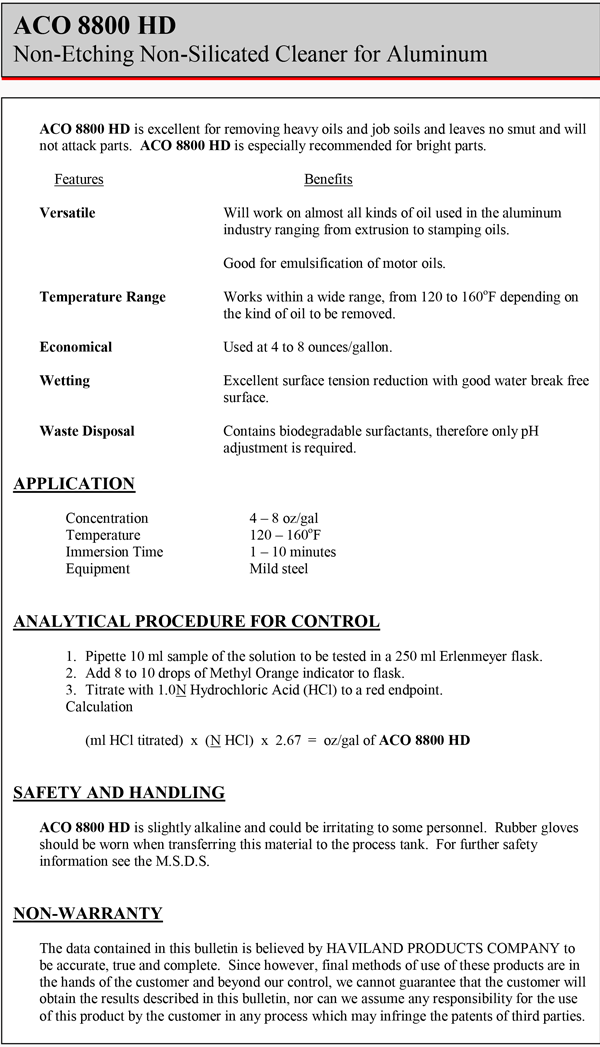 ACO 8800 HD
Non-Etching Non-Silicated Cleaner for Aluminum
ACO 8800 HD is excellent for removing heavy oils and job soils and leaves no smut and will
not attack parts. ACO 8800 HD is especially recommended for bright parts.
Features Benefits
Versatile Will work on almost all kinds of oil used in the aluminum
industry ranging from extrusion to stamping oils.
Good for emulsification of motor oils.
Temperature Range Works within a wide range, from 120 to 160°F depending on
the kind of oil to be removed.
Economical Used at 4 to 8 ounces/gallon.
Wetting Excellent surface tension reduction with good water break free
surface.
Waste Disposal Contains biodegradable surfactants, therefore only pH
adjustment is required.
APPLICATION
Concentration 4 – 8 oz/gal
Temperature 120 – 160°F
Immersion Time 1 – 10 minutes
Equipment Mild steel
ANALYTICAL PROCEDURE FOR CONTROL
1. Pipette 10 ml sample of the solution to be tested in a 250 ml Erlenmeyer flask.
2. Add 8 to 10 drops of Methyl Orange indicator to flask.
3. Titrate with 1.0N Hydrochloric Acid (HCl) to a red endpoint.
Calculation
(ml HCl titrated) x (N HCl) x 2.67 = oz/gal of ACO 8800 HD
SAFETY AND HANDLING
ACO 8800 HD is slightly alkaline and could be irritating to some personnel. Rubber gloves
should be worn when transferring this material to the process tank. For further safety
information see the M.S.D.S.
NON-WARRANTY
The data contained in this bulletin is believed by HAVILAND PRODUCTS COMPANY to
be accurate, true and complete. Since however, final methods of use of these products are in
the hands of the customer and beyond our control, we cannot guarantee that the customer will
obtain the results described in this bulletin, nor can we assume any responsibility for the use
of this product by the customer in any process which may infringe the patents of third parties.